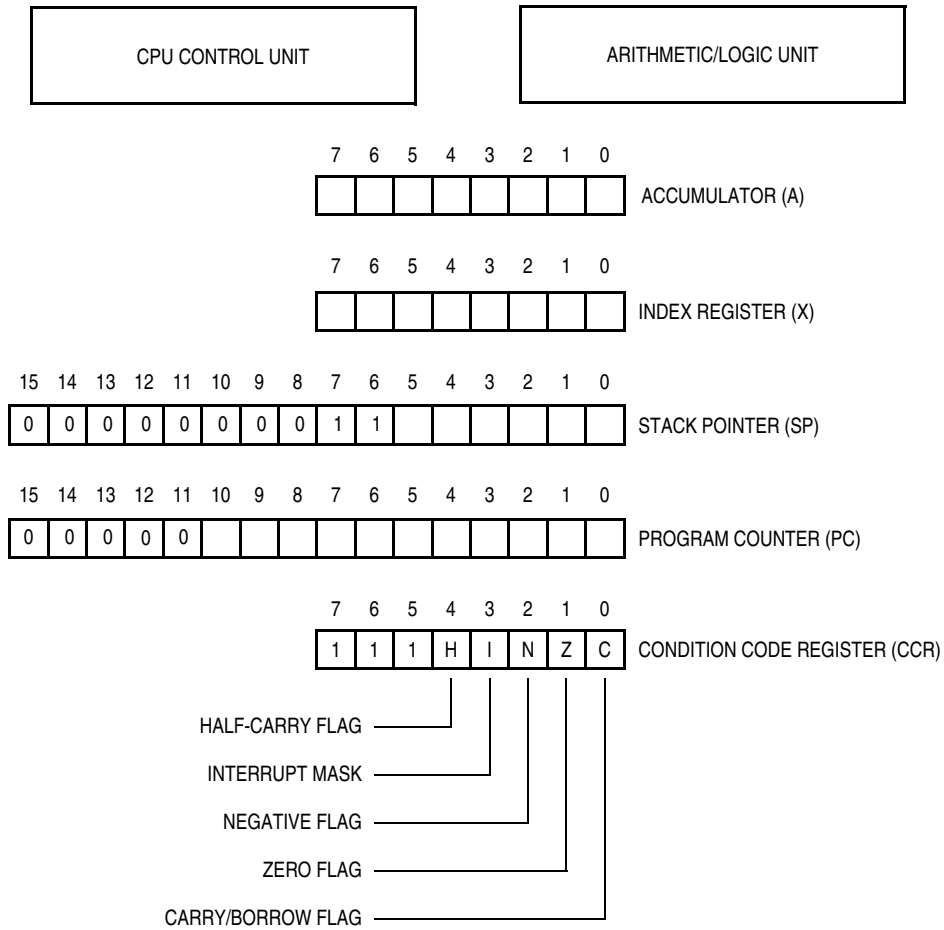 CPU CONTROL UNIT
ARITHMETIC/LOGIC UNIT
7 6 5 4 3 2 1 0
ACCUMULATOR (A)
7 6 5 4 3 2 1 0
INDEX REGISTER (X)
15 14 13 12 11 10 9 8 7 6 5 4 3 2 1 0
0 0 0 0 0 0 0 0 1 1 STACK POINTER (SP)
15 14 13 12 11 10 9 8 7 6 5 4 3 2 1 0
0 0 0 0 0 PROGRAM COUNTER (PC)
7 6 5 4 3 2 1 0
1 1 1 H I N Z C CONDITION CODE REGISTER (CCR)
HALF-CARRY FLAG
INTERRUPT MASK
NEGATIVE FLAG
ZERO FLAG
CARRY/BORROW FLAG